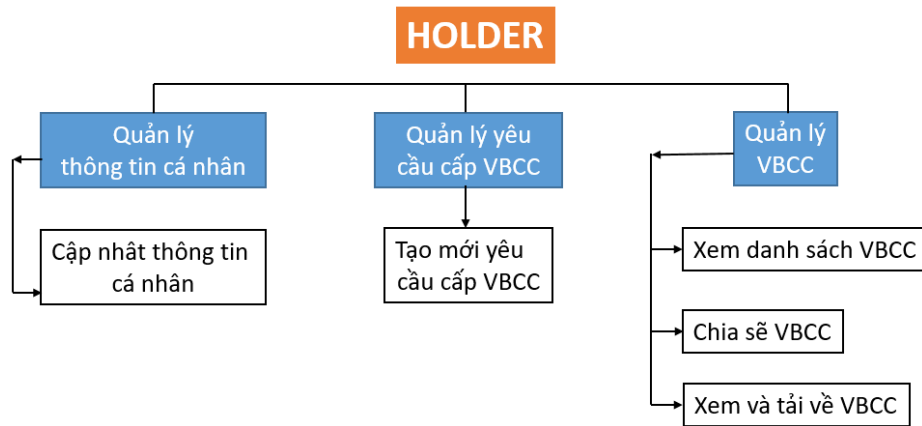 HOLDER
Quản lý
thông tin cá nhân
Quản lý yêu
cầu cấp VBCC
Quản lý
VBCC
Cập nhât thông tin
cá nhân
Tạo mới yêu
cầu cấp VBCC
Xem danh sách VBCC
Chia sẽ VBCC
Xem và tải về VBCC